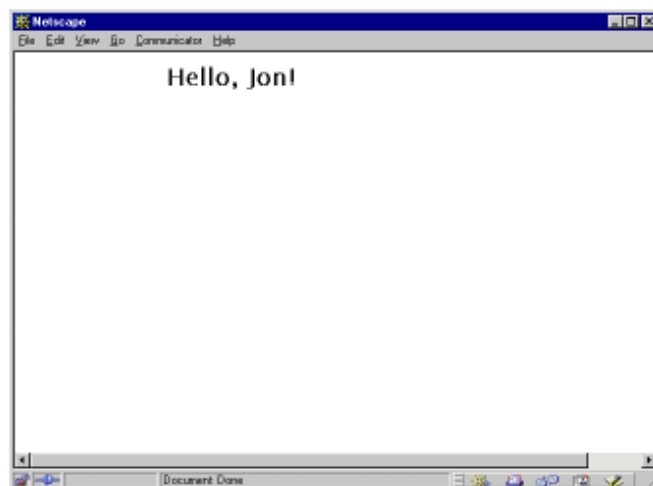 Netscape
File Edit View Go Communicator Help
Hello, Jon!
Document Done